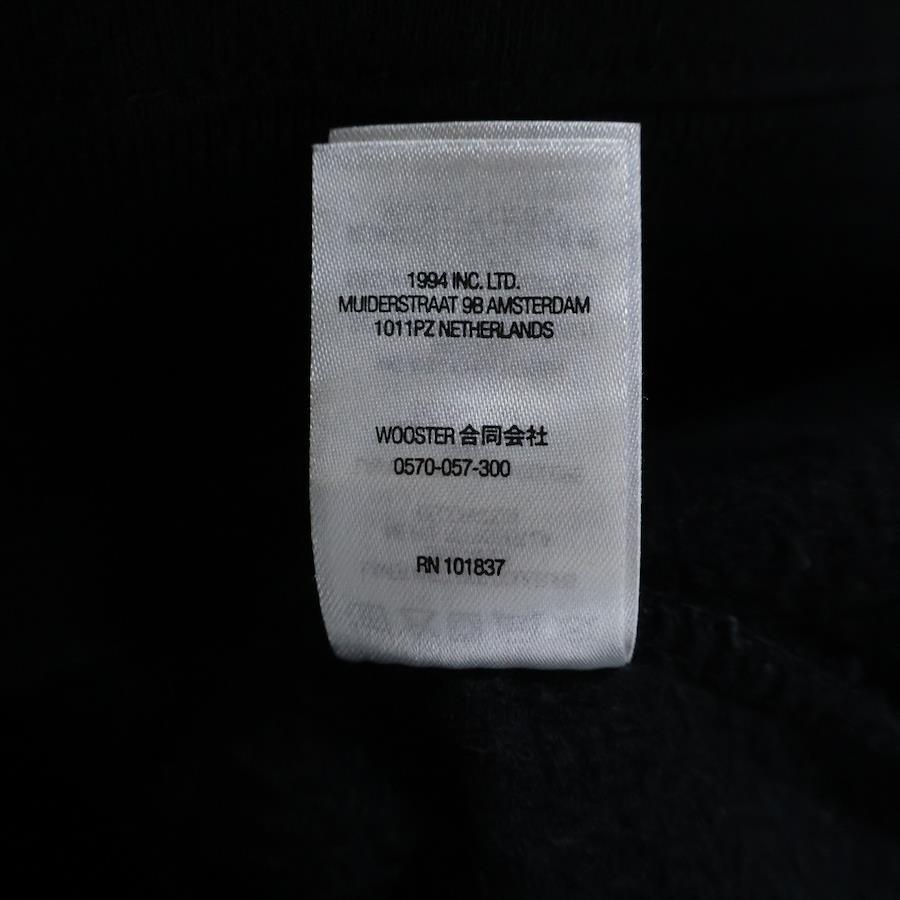 1994 INC. LTD.
MUIDERSTRAAT 9B AMSTERDAM
1011PZ NETHERLANDS
WOOSTER 合同会社
0570-057-300
RN 101837